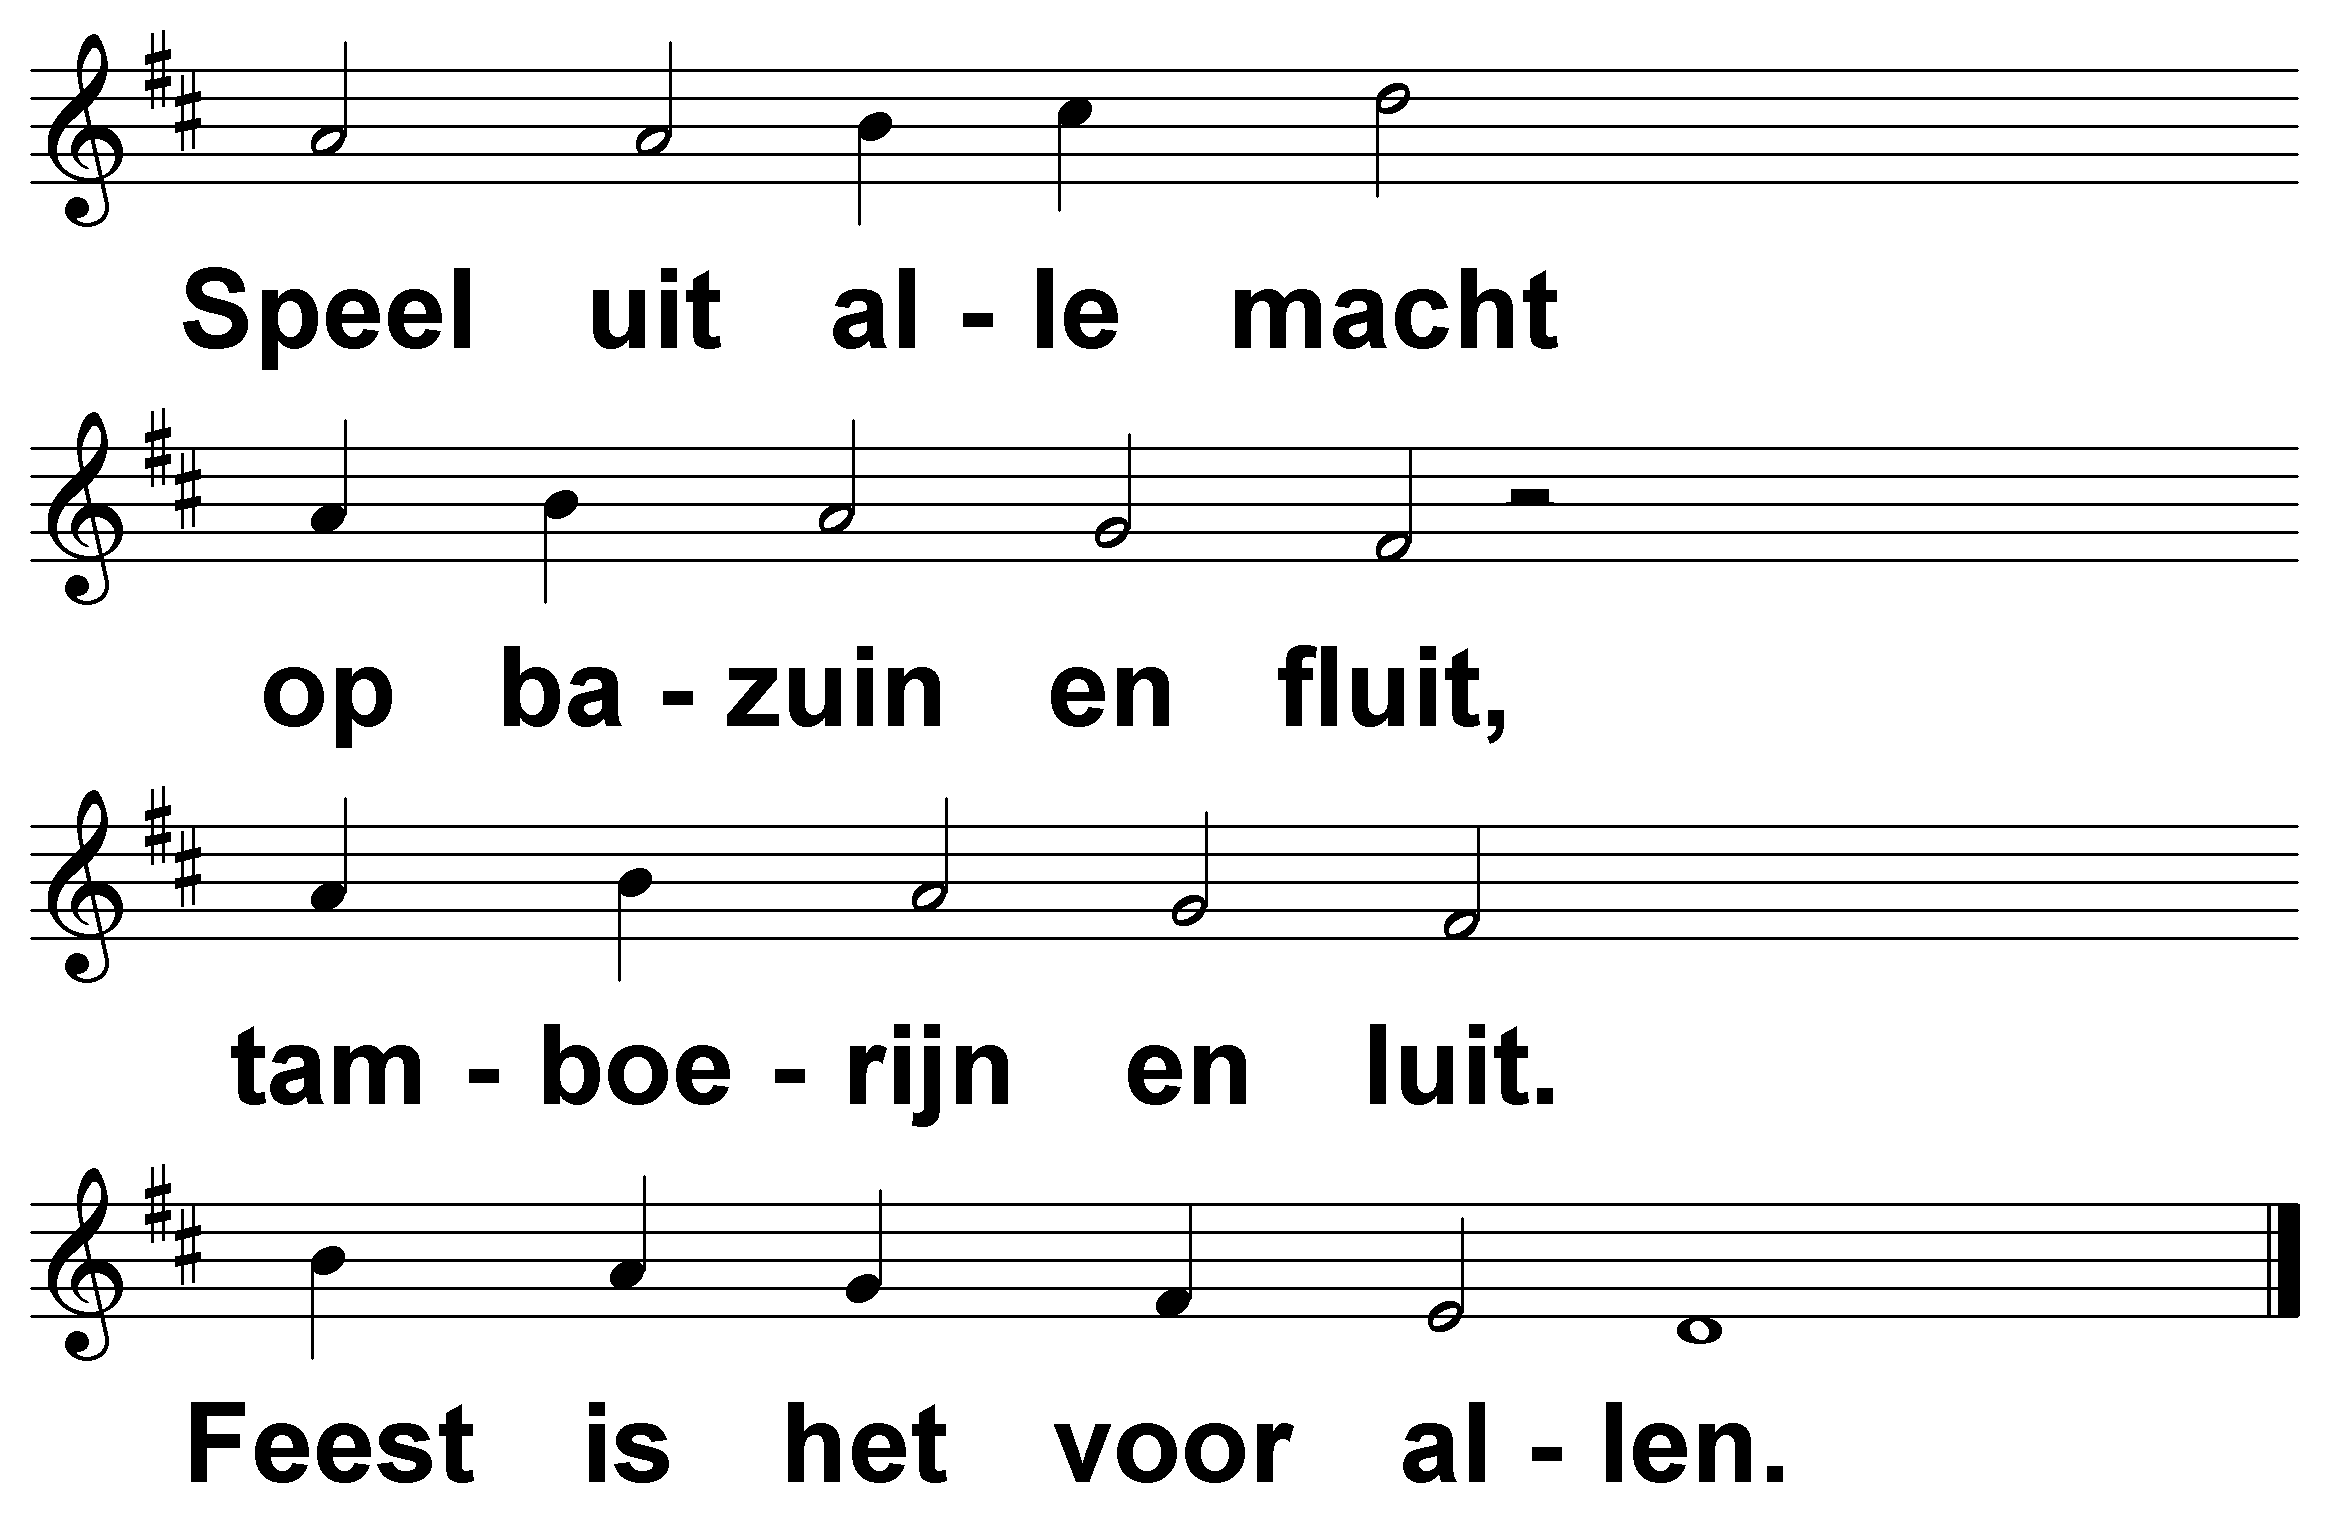 Speel uit al - le macht
op ba - zuin en fluit,
tam - boe - rijn en luit.
Feest is het voor al - len.